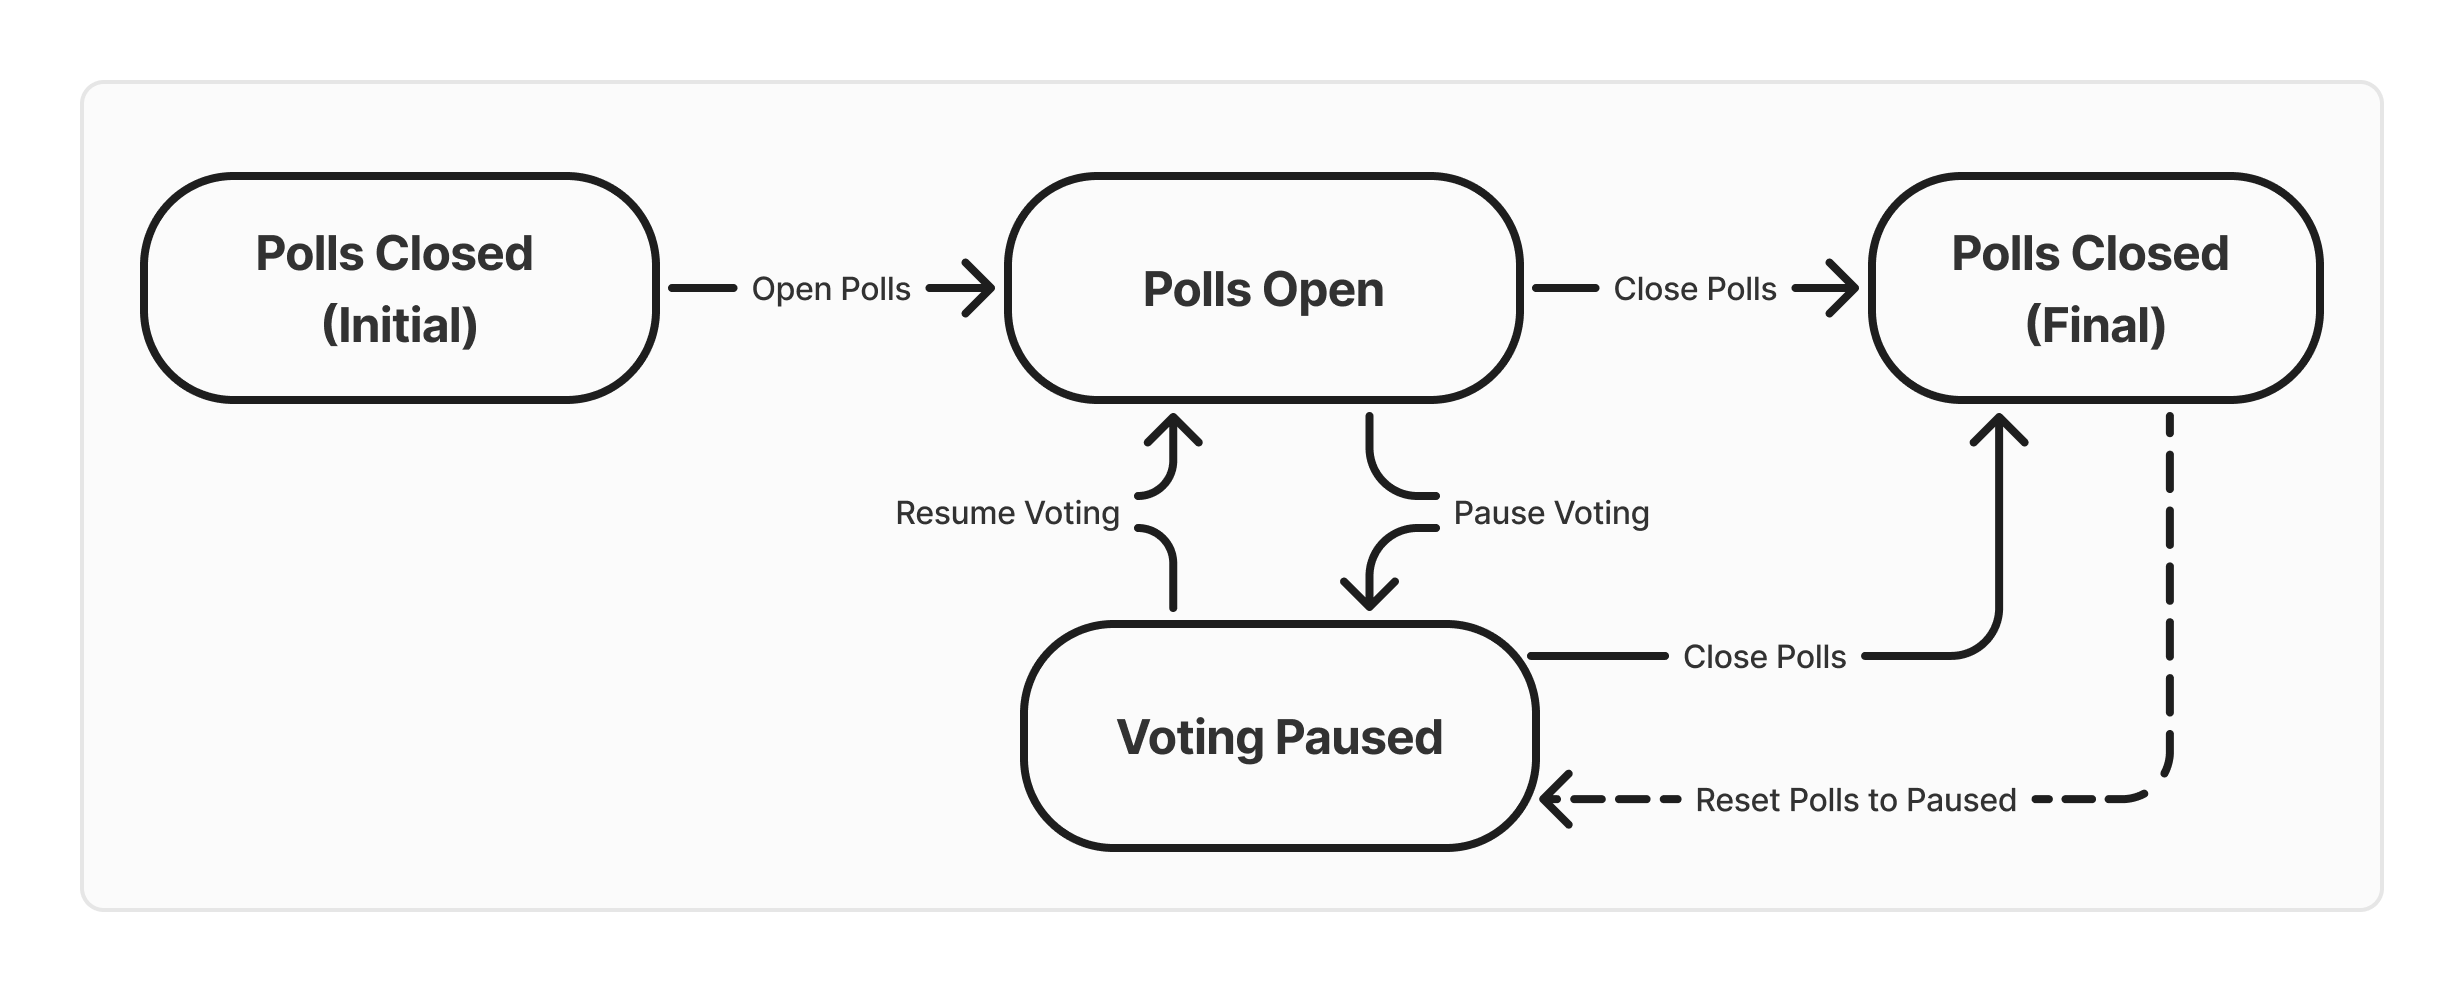 Polls Closed
(Initial)
Open Polls
Polls Open
Close Polls
Polls Closed
(Final)
Resume Voting
Pause Voting
Close Polls
Voting Paused
Reset Polls to Paused